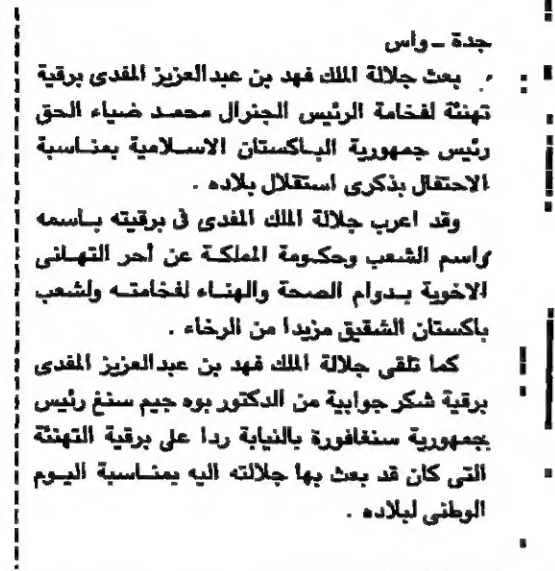 جدة ـ واس
بعث جلالة الملك فهد بن عبدالعزيز المفدى برقية
تهنئة لفخامة الرئيس الجنرال محمد ضياء الحق
رئيس جمهورية الباكستان الاسلامية بمناسبة
الاحتفال بذكرى استقلال بلاده .
وقد اعرب جلالة الملك المفدى فى برقيته باسمه
واسم الشعب وحكومة المملكة عن أحر التهانى
الاخوية بدوام الصحة والهناء لفخامته ولشعب
باكستان الشقيق مزيدا من الرخاء .
كما تلقى جلالة الملك فهد بن عبدالعزيز المفدى
برقية شكر جوابية من الدكتور بوه جيم سنغ رئيس
جمهورية سنغافورة بالنيابة ردا على برقية التهنئة
التى كان قد بعث بها جلالته اليه بمناسبة اليوم
الوطنى لبلاده .